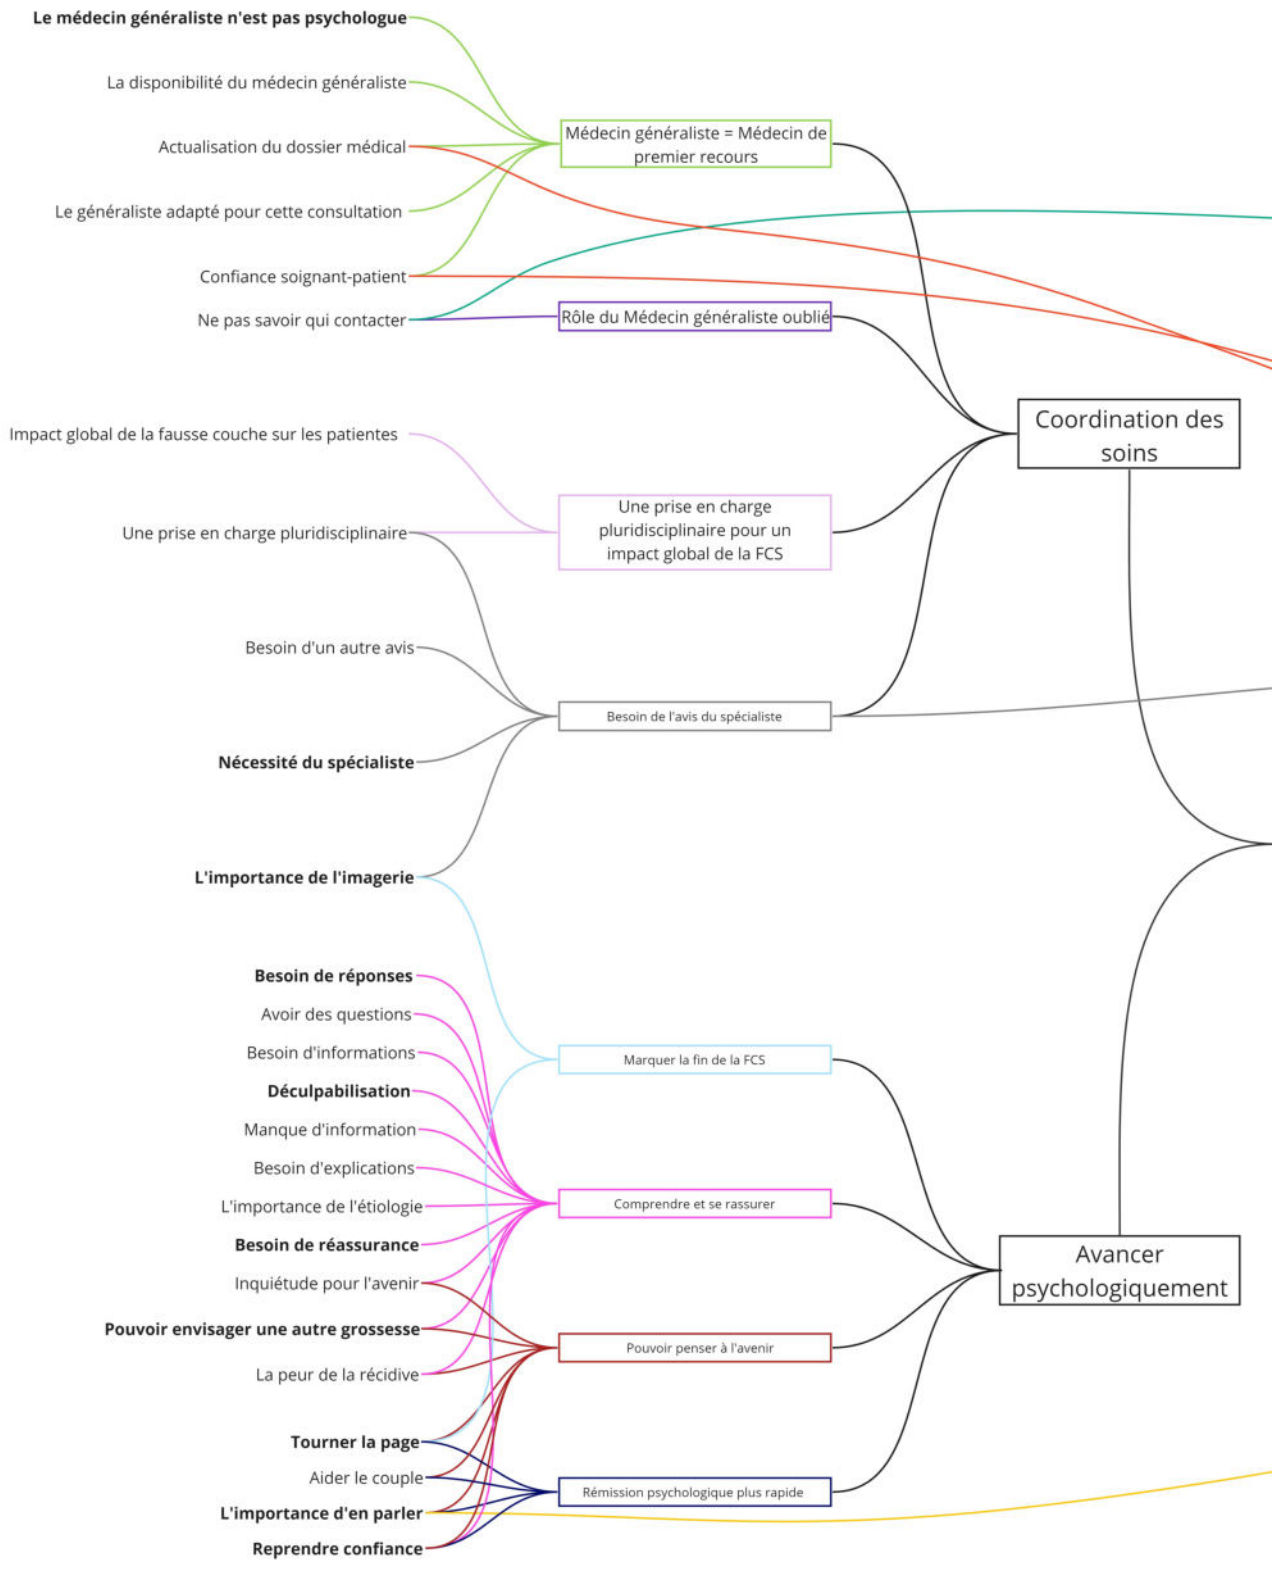 Le médecin généraliste n'est pas psychologue
La disponibilité du médecin généraliste
Actualisation du dossier médical
Le généraliste adapté pour cette consultation
Confiance soignant-patient
Ne pas savoir qui contacter
Impact global de la fausse couche sur les patientes
Une prise en charge pluridisciplinaire
Besoin d'un autre avis
Nécessité du spécialiste
L'importance de l'imagerie
Besoin de réponses
Avoir des questions
Besoin d'informations
Déculpabilisation
Manque d'information
Besoin d'explications
L'importance de l'étiologie
Besoin de réassurance
Inquiétude pour l'avenir
Pouvoir envisager une autre grossesse
La peur de la récidive
Tourner la page
Aider le couple
L'importance d'en parler
Reprendre confiance
Médecin généraliste = Médecin de
premier recours
Rôle du Médecin généraliste oublié
Une prise en charge
pluridisciplinaire pour un
impact global de la FCS
Besoin de l'avis du spécialiste
Marquer la fin de la FCS
Comprendre et se rassurer
Pouvoir penser à l'avenir
Rémission psychologique plus rapide
Coordination des
soins
Avancer
psychologiquement